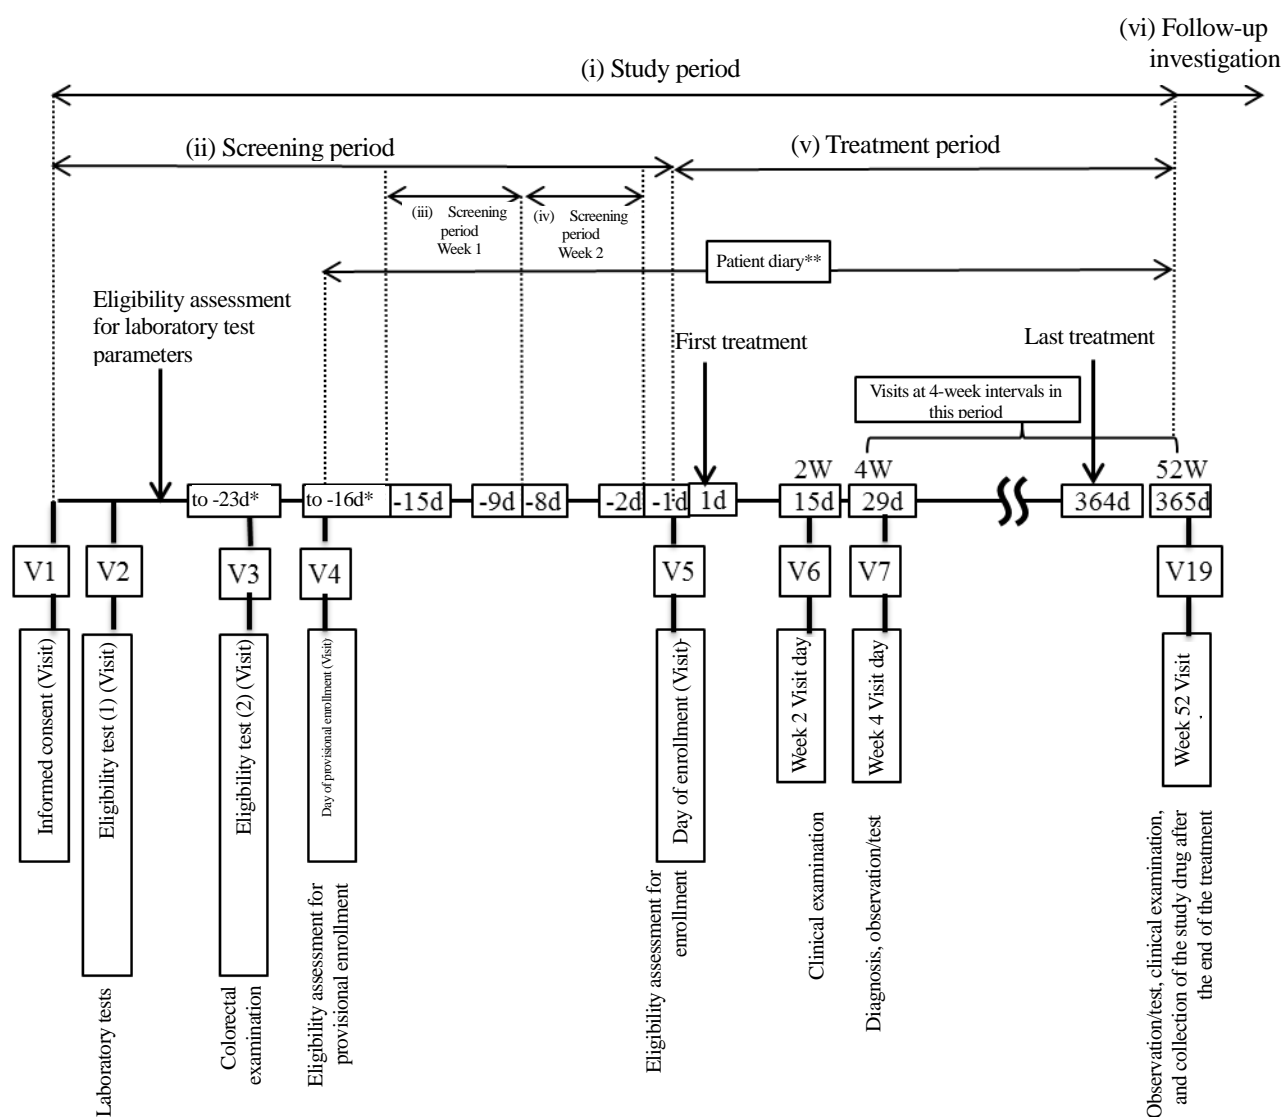 (vi) Follow-up
investigation
(i) Study period
(ii) Screening period
(v) Treatment period
(iii) Screening
period
Week 1
(iv) Screening
period
Week 2
Patient diary**
Eligibility assessment
for laboratory test
parameters
First treatment
Last treatment
Visits at 4-week intervals in
this period
2W
4W
52W
to -23d*
to -16d*
-15d
-9d
-8d
-2d
-1d
1d
15d
29d
364d
365d
V1
V2
V3
V4
V5
V6
V7
V19
Informed consent (Visit)
Eligibility test (1) (Visit)
Eligibility test (2) (Visit)
Day of provisional enrollment (Visit)
Day of enrollment (Visit)
Week 2 Visit day
Week 4 Visit day
Week 52 Visit
Laboratory tests
Colorectal
examination
Eligibility assessment for
provisional enrollment
Eligibility assessment for
enrollment
Clinical examination
Diagnosis, observation/test
Observation/test, clinical examination,
and collection of the study drug after
the end of the treatment